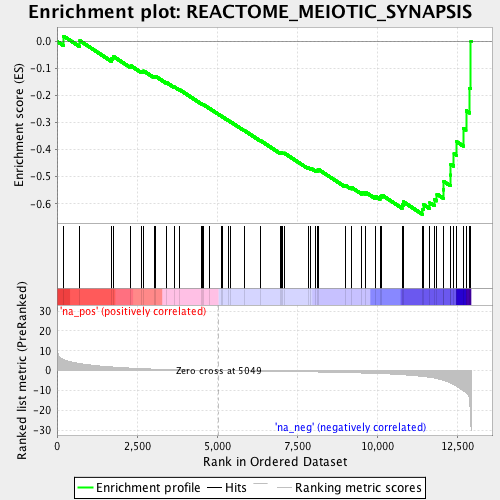 Enrichment plot: REACTOME_MEIOTIC_SYNAPSIS
Enrichment score (ES)
0.0
-0.1
-0.2
-0.3
-0.4
-0.5
-0.6
'na_pos' (positively correlated)
Ranked list metric (PreRanked)
30
20
10
0
-10
-20
-30
Zero cross at 5049
'na_neg' (negatively correlated)
0
2,500
5,000
7,500
10,000
12,500
Rank in Ordered Dataset
Enrichment profile
Hits
Ranking metric scores